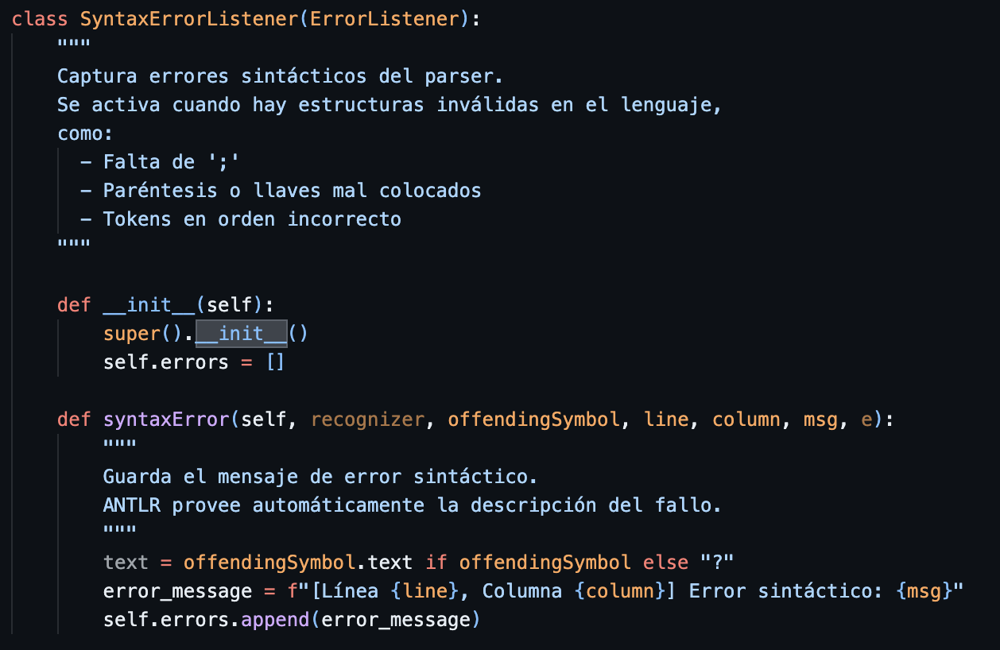 class SyntaxErrorListener(ErrorListener):
    """
    Captura errores sintácticos del parser.
    Se activa cuando hay estructuras inválidas en el lenguaje,
    como:
      - Falta de ';'
      - Paréntesis o llaves mal colocados
      - Tokens en orden incorrecto
    """

    def __init__(self):
        super().__init__()
        self.errors = []

    def syntaxError(self, recognizer, offendingSymbol, line, column, msg, e):
        """
        Guarda el mensaje de error sintáctico.
        ANTLR provee automáticamente la descripción del fallo.
        """
        text = offendingSymbol.text if offendingSymbol else "?"
        error_message = f"[Línea {line}, Columna {column}] Error sintáctico: {msg}"
        self.errors.append(error_message)